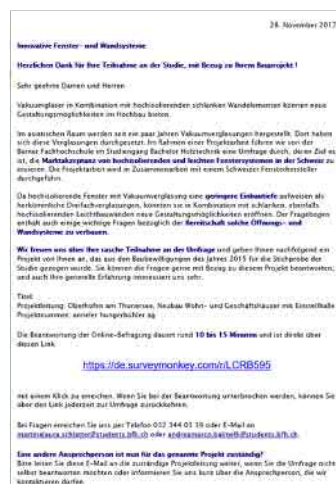 28. November 2017
Innovative Fenster- und Wandsysteme
Herzlichen Dank für Ihre Teilnahme an der Studie, mit Bezug zu Ihrem Bauprojekt !
Sehr geehrte Damen und Herren
Vakuumgläser in Kombination mit hochisolierenden schlanken Wandelementen können neue
Gestaltungsmöglichkeiten im Hochbau bieten.
Im asiatischen Raum werden seit ein paar Jahren Vakuumverglasungen hergestellt. Dort haben
sich diese Verglasungen durchgesetzt. Im Rahmen einer Projektarbeit führen wir von der
Berner Fachhochschule im Studiengang Bachelor Holztechnik eine Umfrage durch, deren Ziel es
ist, die Marktakzeptanz von hochisolierenden und leichten Fenstersystemen in der Schweiz zu
eruieren. Die Projektarbeit wird in Zusammenarbeit mit einem Schweizer Fensterhersteller
durchgeführt.
Da hochisolierende Fenster mit Vakuumverglasung eine geringere Einbautiefe aufweisen als
herkömmliche Dreifachverglasungen, könnten sie in Kombination mit schlanken, ebenfalls
hochisolierenden Leichtbauwänden neue Gestaltungsmöglichkeiten eröffnen. Der Fragebogen
enthält auch einige wichtige Fragen bezüglich der Bereitschaft solche Öffnungs- und
Wandsysteme zu verbauen.
Wir freuen uns über Ihre rasche Teilnahme an der Umfrage und geben Ihnen nachfolgend ein
Projekt von Ihnen an, das aus den Baubewilligungen des Jahres 2015 für die Stichprobe der
Studie gezogen wurde. Sie können die Fragen gerne mit Bezug zu diesem Projekt beantworten,
und auch Ihre generelle Erfahrung interessiert uns sehr.
Titel:
Projektleitung: Oberhofen am Thunersee, Neubau Wohn- und Geschäftshäuser mit Einstellhalle
Projektnummer: hungerbühler ag
Die Beantwortung der Online-Befragung dauert rund 10 bis 15 Minuten und ist direkt über
diesen Link
https://de.surveymonkey.com/r/LCRB595
mit einem Klick zu erreichen. Wenn Sie bei der Beantwortung unterbrochen werden, können Sie
über den Link jederzeit zur Umfrage zurückkehren.
Bei Fragen erreichen Sie uns per Telefon 032 344 03 39 oder E-Mail an
oder
Eine andere Ansprechperson ist nun für das genannte Projekt zuständig?
Bitte leiten Sie diese E-Mail an die zuständige Projektleitung weiter, wenn Sie die Umfrage nicht
selbst beantworten möchten oder informieren Sie uns kurz über die Ansprechperson, die wir
kontaktieren dürfen.